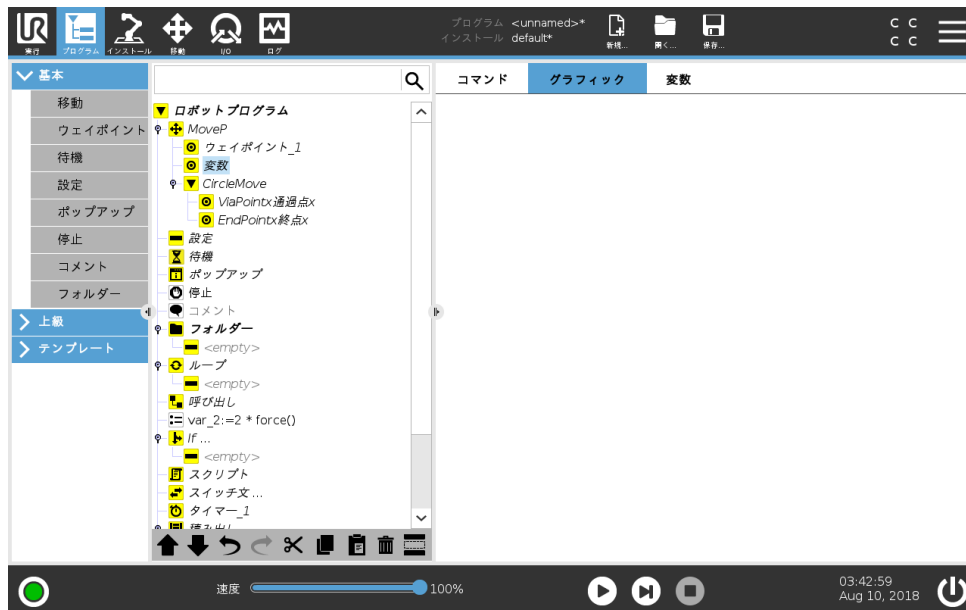 プログラム <unnamed>*
インストール default*
新規... 開く... 保存...
C C
C C
実行 プログラム インストール 移動 I/O ログ
基本
移動
ウェイポイント
待機
設定
ポップアップ
停止
コメント
フォルダー
上級
テンプレート
ロボットプログラム
MoveP
ウェイポイント_1
変数
CircleMove
ViaPointx通過点x
EndPointx終点x
設定
待機
ポップアップ
停止
コメント
フォルダー
<empty>
ループ
<empty>
呼び出し
var_2:=2 * force()
If ...
<empty>
スクリプト
スイッチ文 ...
タイマー_1
積み出し
コマンド グラフィック 変数
速度 100%
03:42:59
Aug 10, 2018